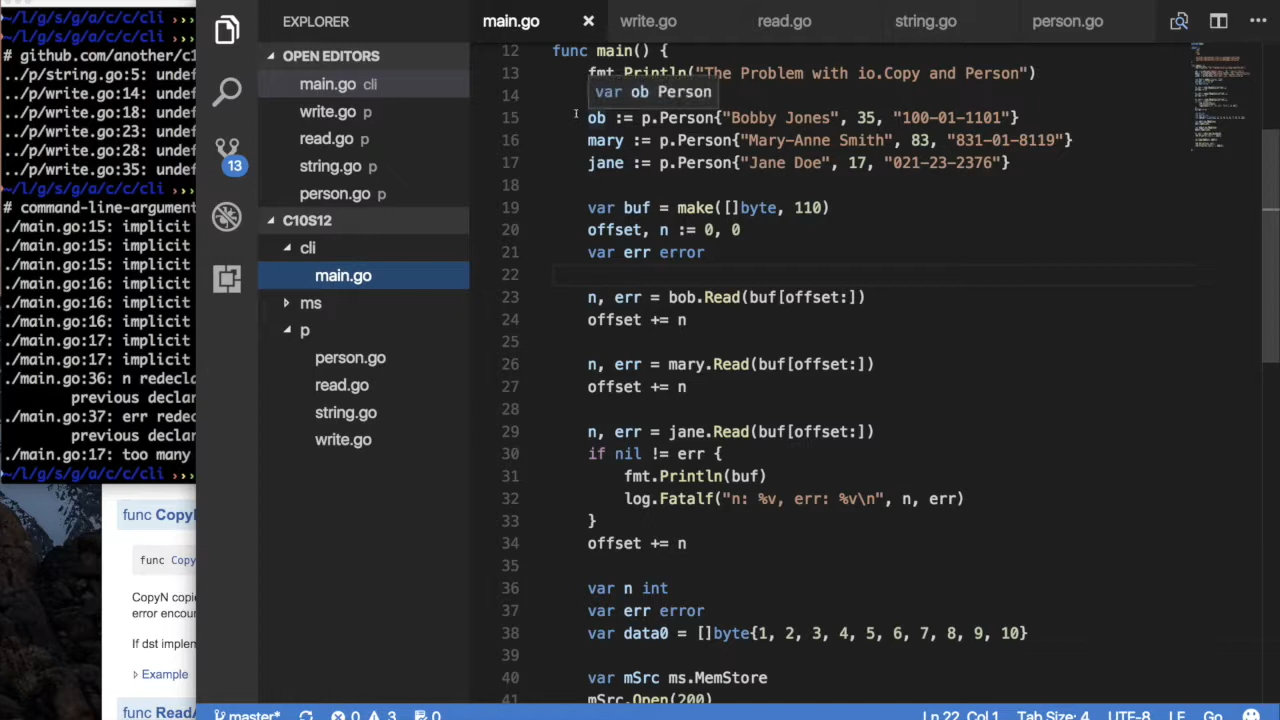 ~/l/g/s/g/a/c/c/cli ›››
~/l/g/s/g/a/c/c/cli ›››
# github.com/another/c1
../p/string.go:5: undef
../p/write.go:14: undef
../p/write.go:18: undef
../p/write.go:23: undef
../p/write.go:28: undef
../p/write.go:35: undef
~/l/g/s/g/a/c/c/cli ›››
# command-line-argument
./main.go:15: implicit
./main.go:15: implicit
./main.go:15: implicit
./main.go:16: implicit
./main.go:16: implicit
./main.go:16: implicit
./main.go:17: implicit
./main.go:17: implicit
./main.go:36: n redecla
previous declar
./main.go:37: err redec
previous declar
./main.go:17: too many
~/l/g/s/g/a/c/c/cli ›››
func CopyN
func Copy
CopyN copie
error encoun
If dst implem
Example
func ReadA
13
EXPLORER
OPEN EDITORS
main.go cli
write.go p
read.go p
string.go p
person.go p
C10S12
cli
main.go
ms
p
person.go
read.go
string.go
write.go
main.go × write.go read.go string.go person.go
12 func main() {
13 fmt.Println("The Problem with io.Copy and Person")
var ob Person
14
15 ob := p.Person{"Bobby Jones", 35, "100-01-1101"}
16 mary := p.Person{"Mary-Anne Smith", 83, "831-01-8119"}
17 jane := p.Person{"Jane Doe", 17, "021-23-2376"}
18
19 var buf = make([]byte, 110)
20 offset, n := 0, 0
21 var err error
22
23 n, err = bob.Read(buf[offset:])
24 offset += n
25
26 n, err = mary.Read(buf[offset:])
27 offset += n
28
29 n, err = jane.Read(buf[offset:])
30 if nil != err {
31 fmt.Println(buf)
32 log.Fatalf("n: %v, err: %v\n", n, err)
33 }
34 offset += n
35
36 var n int
37 var err error
38 var data0 = []byte{1, 2, 3, 4, 5, 6, 7, 8, 9, 10}
39
40 var mSrc ms.MemStore
41 mSrc.Open(200)
master* 0 3 0 Ln 22, Col 1 Tab Size: 4 UTF-8 LF Go